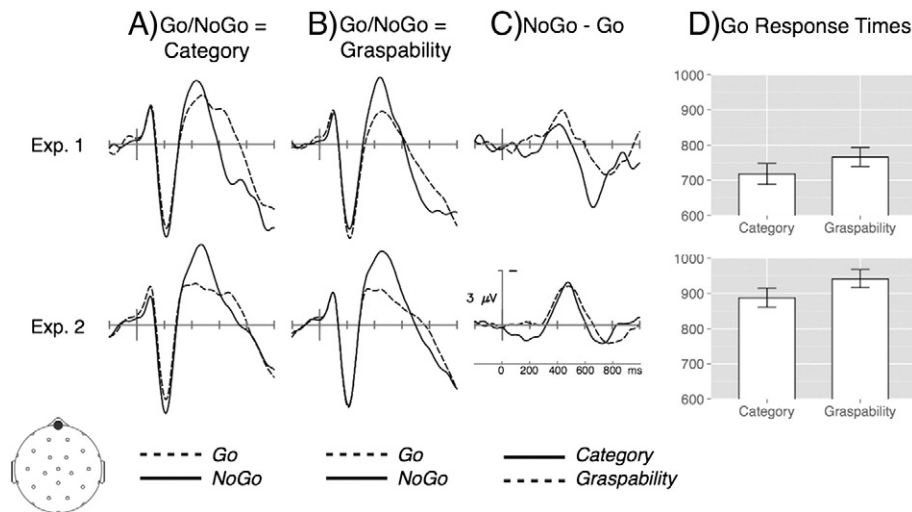 A) Go/NoGo = Category
B) Go/NoGo = Graspability
C) NoGo - Go
D) Go Response Times
Exp. 1
1000
900
800
700
600
Category Graspability
Exp. 2
3 µV
0 200 400 600 800 ms
1000
900
800
700
600
Category Graspability
Go
NoGo
Go
NoGo
Category
Graspability